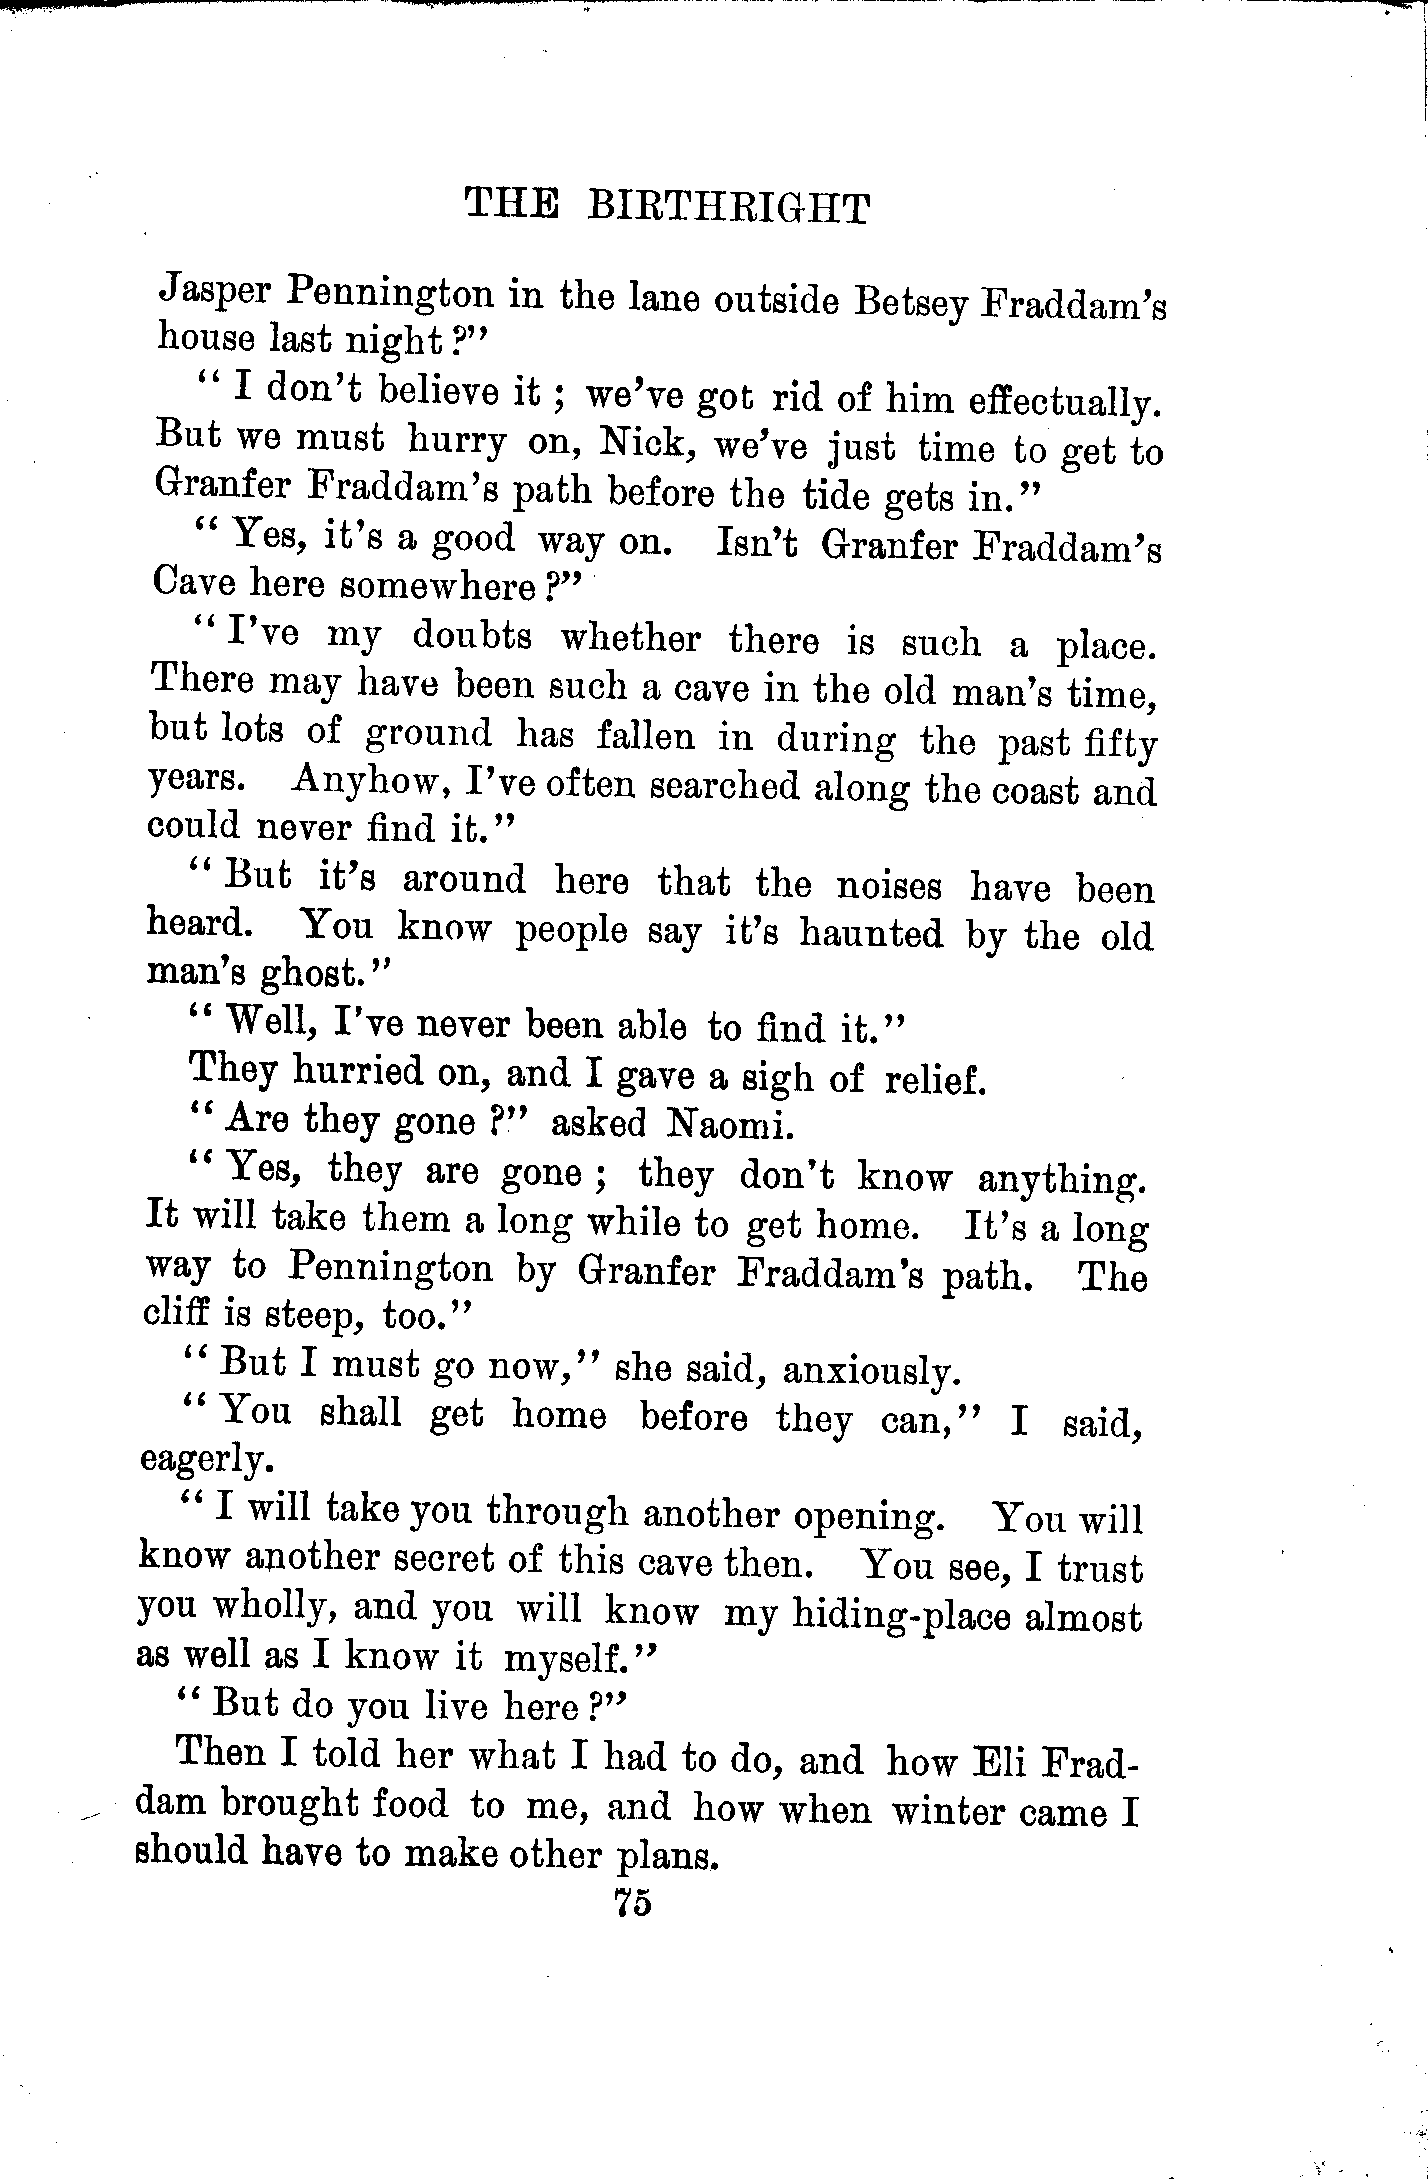 THE BIRTHRIGHT
Jasper Pennington in the lane outside Betsey Fraddam's
house last night?"
"I don't believe it; we've got rid of him effectually.
But we must hurry on, Nick, we've just time to get to
Granfer Fraddam's path before the tide gets in."
"Yes, it's a good way on. Isn't Granfer Fraddam's
Cave here somewhere?"
"I've my doubts whether there is such a place.
There may have been such a cave in the old man's time,
but lots of ground has fallen in during the past fifty
years. Anyhow, I've often searched along the coast and
could never find it."
"But it's around here that the noises have been
heard. You know people say it's haunted by the old
man's ghost."
"Well, I've never been able to find it."
They hurried on, and I gave a sigh of relief.
"Are they gone?" asked Naomi.
"Yes, they are gone; they don't know anything.
It will take them a long while to get home. It's a long
way to Pennington by Granfer Fraddam's path. The
cliff is steep, too."
"But I must go now," she said, anxiously.
"You shall get home before they can," I said,
eagerly.
"I will take you through another opening. You will
know another secret of this cave then. You see, I trust
you wholly, and you will know my hiding-place almost
as well as I know it myself."
"But do you live here?"
Then I told her what I had to do, and how Eli Frad-
dam brought food to me, and how when winter came I
should have to make other plans.
75